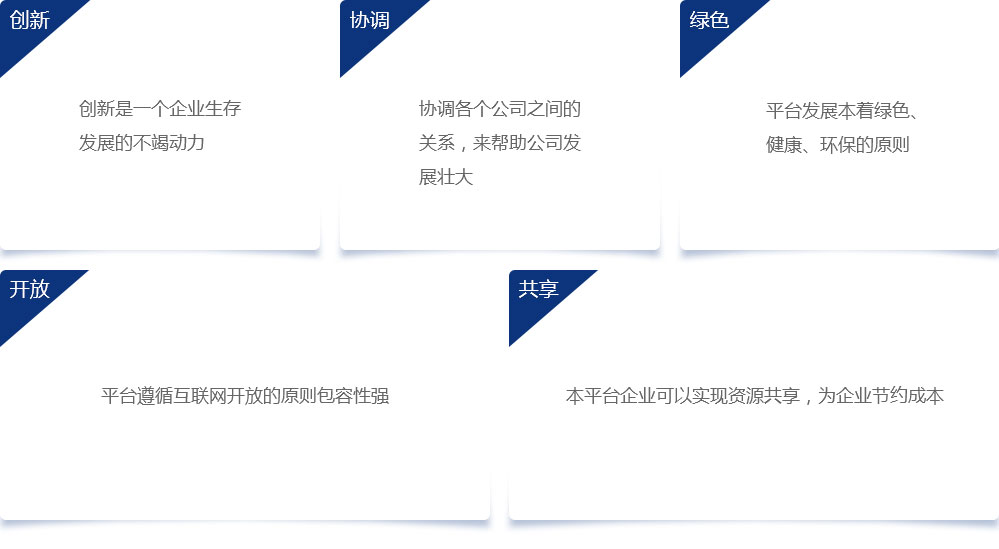 创新
创新是一个企业生存
发展的不竭动力
协调
协调各个公司之间的
关系，来帮助公司发
展壮大
绿色
平台发展本着绿色、
健康、环保的原则
开放
平台遵循互联网开放的原则包容性强
共享
本平台企业可以实现资源共享，为企业节约成本